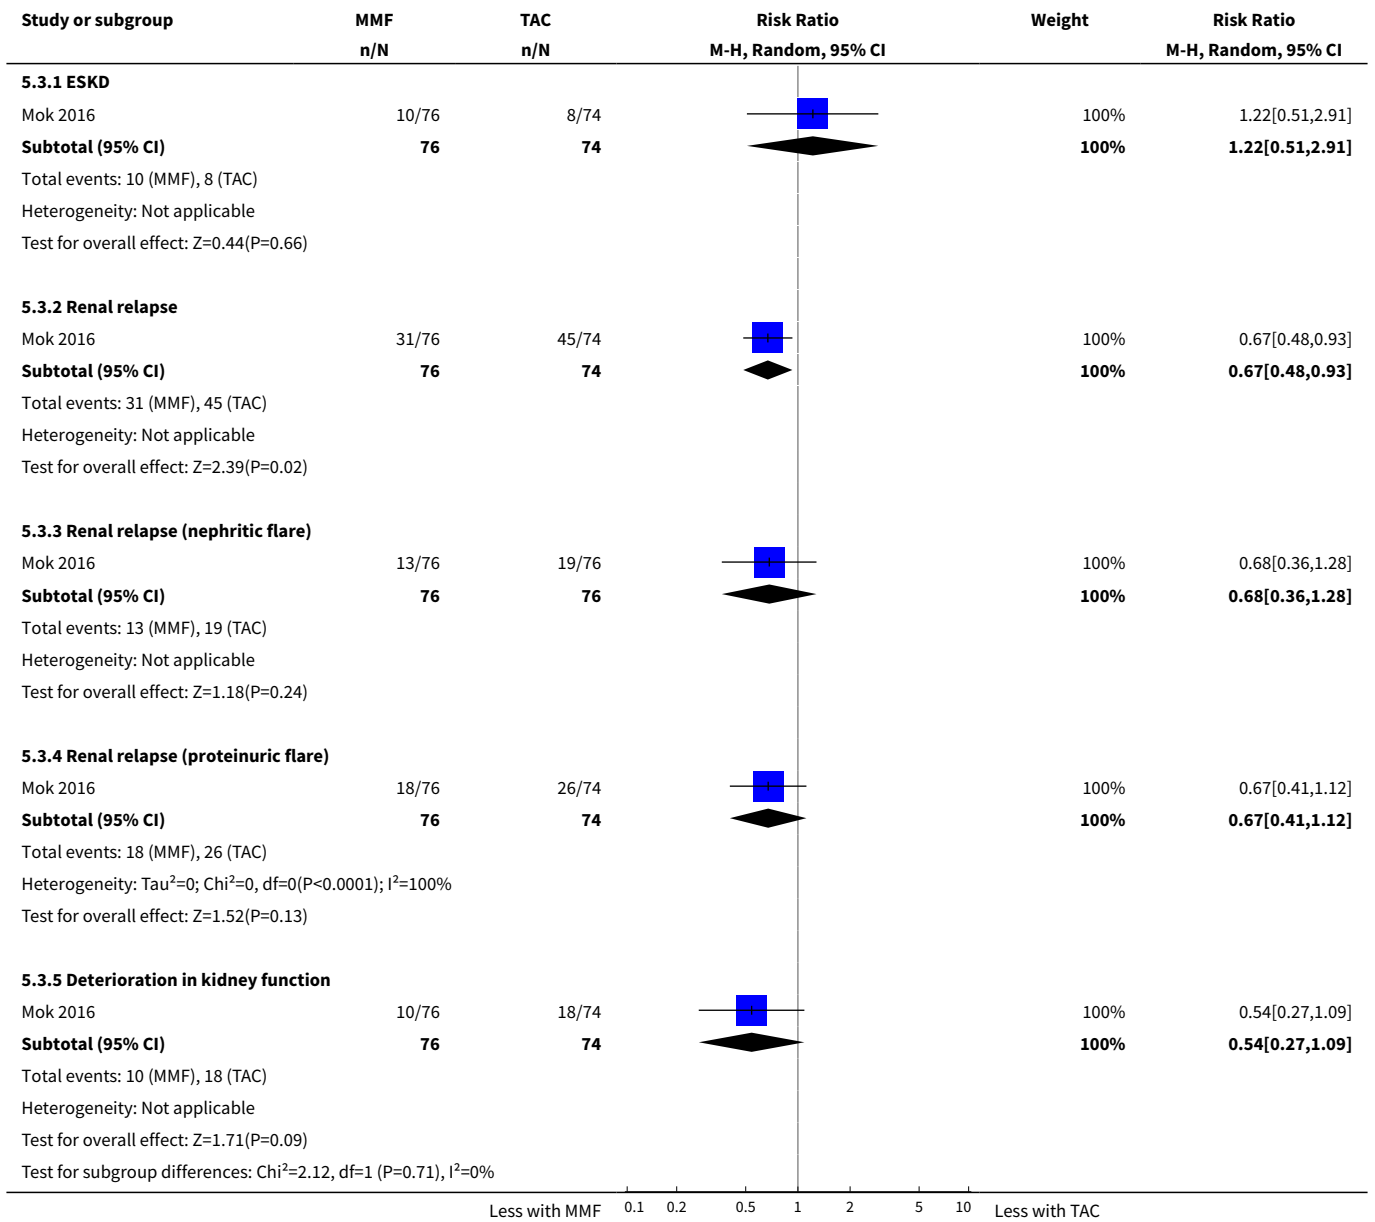 Study or subgroup MMF TAC Risk Ratio Weight Risk Ratio
n/N n/N M-H, Random, 95% CI M-H, Random, 95% CI
5.3.1 ESKD
Mok 2016 10/76 8/74 100% 1.22[0.51,2.91]
Subtotal (95% CI) 76 74 100% 1.22[0.51,2.91]
Total events: 10 (MMF), 8 (TAC)
Heterogeneity: Not applicable
Test for overall effect: Z=0.44(P=0.66)
5.3.2 Renal relapse
Mok 2016 31/76 45/74 100% 0.67[0.48,0.93]
Subtotal (95% CI) 76 74 100% 0.67[0.48,0.93]
Total events: 31 (MMF), 45 (TAC)
Heterogeneity: Not applicable
Test for overall effect: Z=2.39(P=0.02)
5.3.3 Renal relapse (nephritic flare)
Mok 2016 13/76 19/76 100% 0.68[0.36,1.28]
Subtotal (95% CI) 76 76 100% 0.68[0.36,1.28]
Total events: 13 (MMF), 19 (TAC)
Heterogeneity: Not applicable
Test for overall effect: Z=1.18(P=0.24)
5.3.4 Renal relapse (proteinuric flare)
Mok 2016 18/76 26/74 100% 0.67[0.41,1.12]
Subtotal (95% CI) 76 74 100% 0.67[0.41,1.12]
Total events: 18 (MMF), 26 (TAC)
Heterogeneity: Tau²=0; Chi²=0, df=0(P<0.0001); I²=100%
Test for overall effect: Z=1.52(P=0.13)
5.3.5 Deterioration in kidney function
Mok 2016 10/76 18/74 100% 0.54[0.27,1.09]
Subtotal (95% CI) 76 74 100% 0.54[0.27,1.09]
Total events: 10 (MMF), 18 (TAC)
Heterogeneity: Not applicable
Test for overall effect: Z=1.71(P=0.09)
Test for subgroup differences: Chi²=2.12, df=1 (P=0.71), I²=0%
Less with MMF 0.1 0.2 0.5 1 2 5 10 Less with TAC